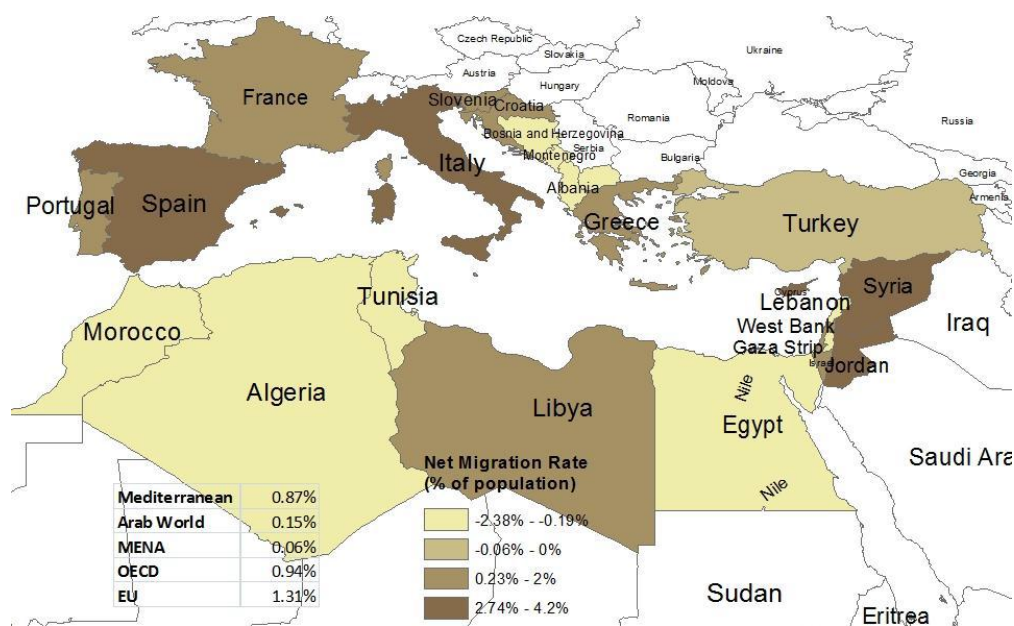 Czech Republic
Ukraine
Slovakia
Austria
Moldova
Hungary
France
Slovenia
Croatia
Romania
Russia
Bosnia and Herzegovina
Serbia
Italy
Montenegro
Bulgaria
Georgia
Albania
Armenia
Portugal
Spain
Greece
Turkey
Tunisia
Cyprus
Syria
Lebanon
Morocco
West Bank
Iraq
Gaza Strip
Israel
Jordan
Algeria
Libya
Nile
Egypt
Saudi Ara
Net Migration Rate
(% of population)
Nile
Mediterranean 0.87%
Arab World 0.15%
MENA 0.06%
OECD 0.94%
EU 1.31%
-2.38% - -0.19%
-0.06% - 0%
0.23% - 2%
2.74% - 4.2%
Sudan
Eritrea